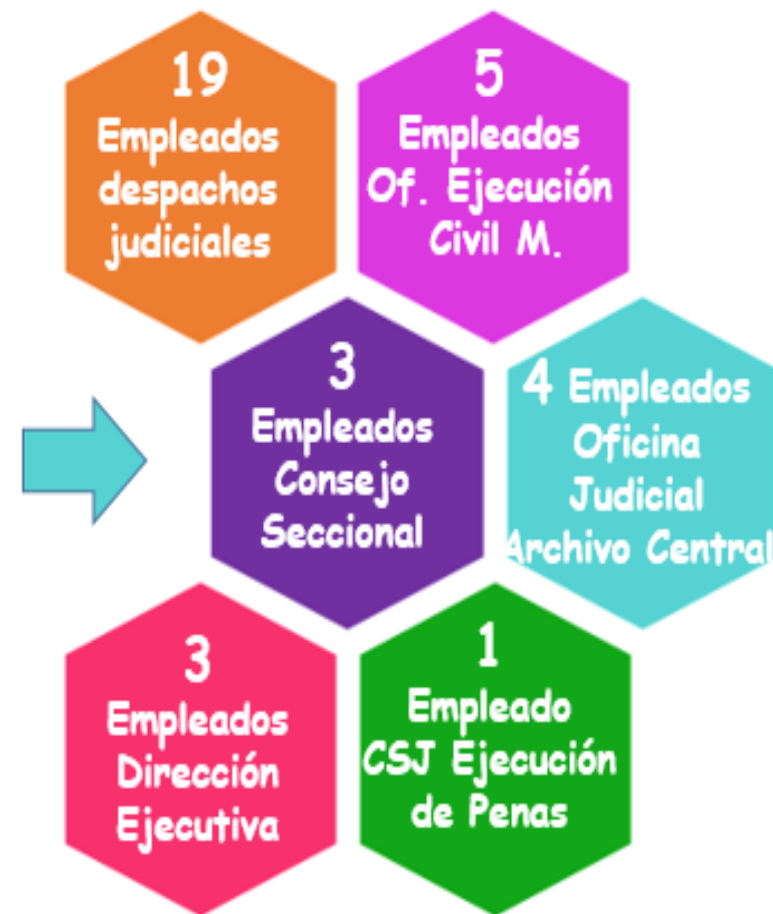 19
Empleados
despachos
judiciales
5
Empleados
Of. Ejecución
Civil M.
3
Empleados
Consejo
Seccional
4 Empleados
Oficina
Judicial
Archivo Central
3
Empleados
Dirección
Ejecutiva
1
Empleado
CSJ Ejecución
de Penas